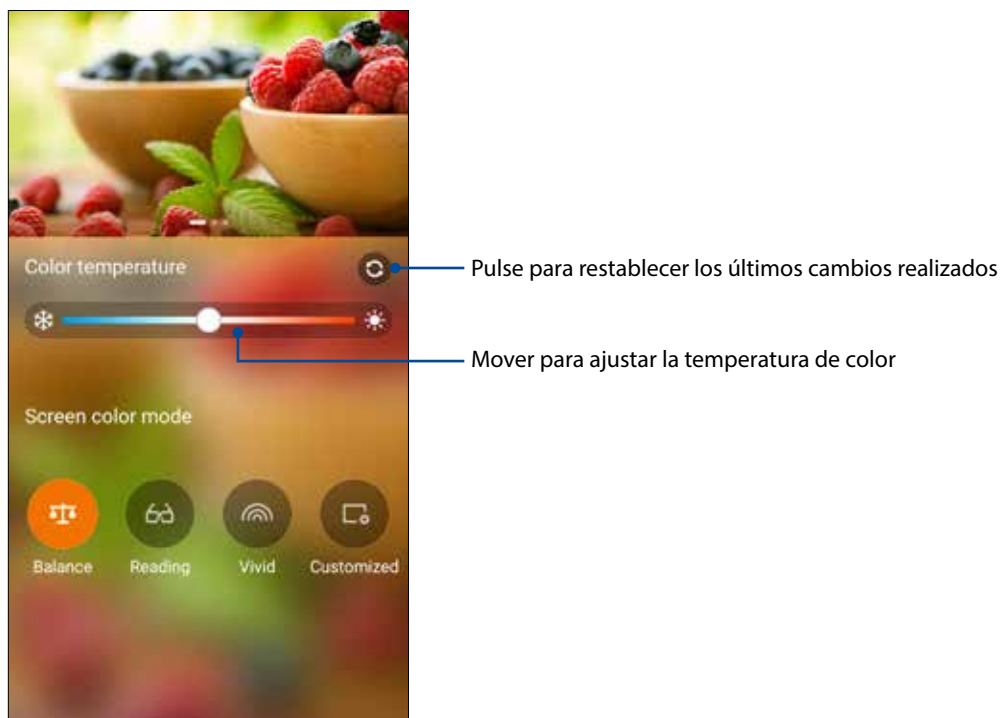 Color temperature
Pulse para restablecer los últimos cambios realizados
Mover para ajustar la temperatura de color
Screen color mode
Balance Reading Vivid Customized